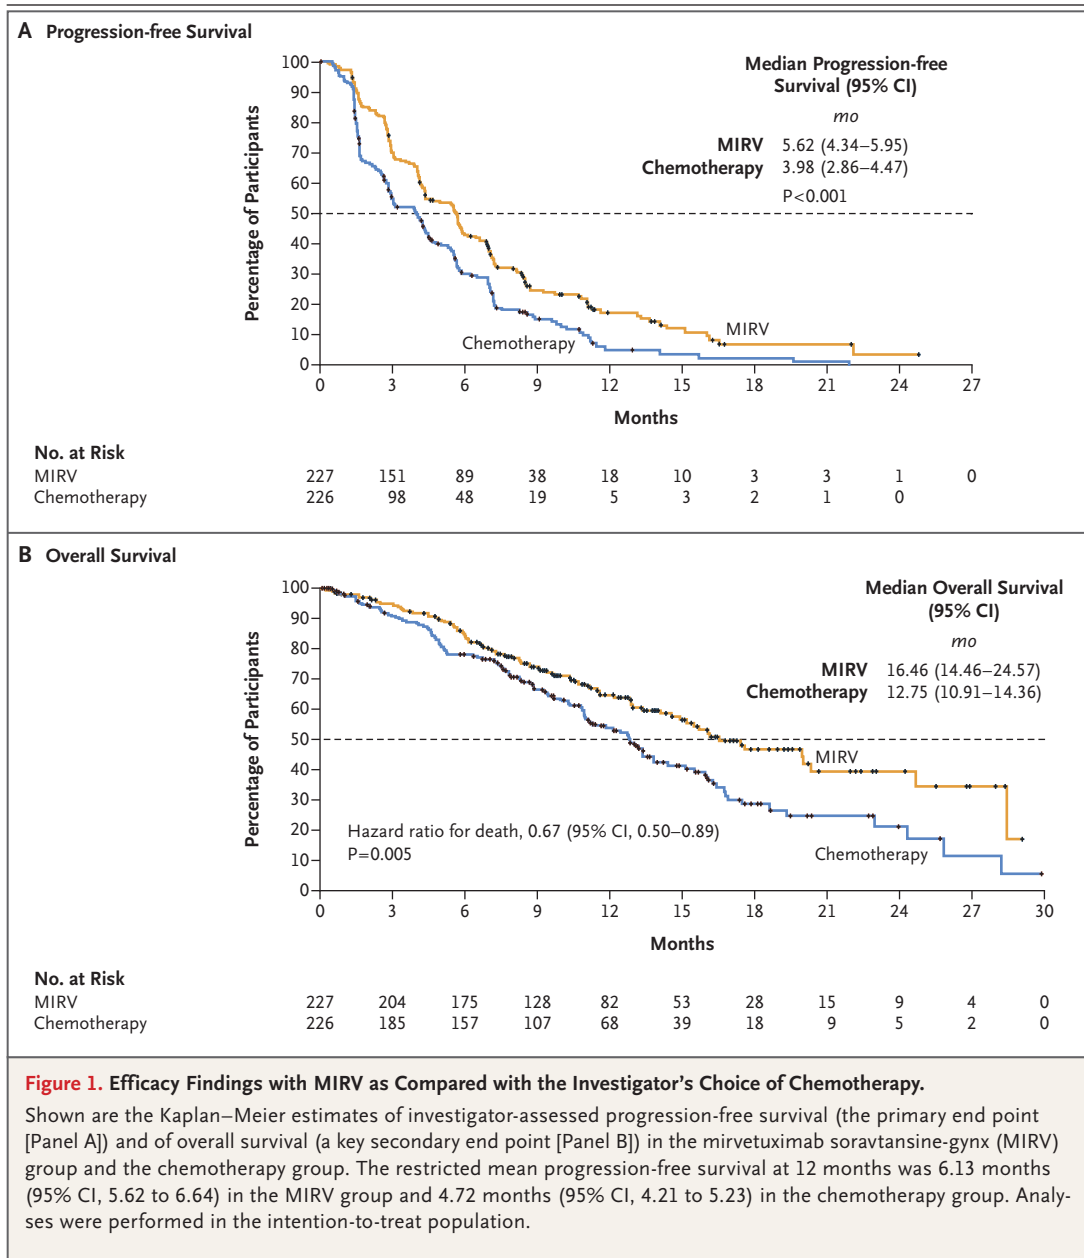 A Progression-free Survival
Median Progression-free
Survival (95% CI)
mo
MIRV 5.62 (4.34–5.95)
Chemotherapy 3.98 (2.86–4.47)
P<0.001
Percentage of Participants
100
90
80
70
60
50
40
30
20
10
0
MIRV
Chemotherapy
0 3 6 9 12 15 18 21 24 27
Months
No. at Risk
MIRV 227 151 89 38 18 10 3 3 1 0
Chemotherapy 226 98 48 19 5 3 2 1 0
B Overall Survival
Median Overall Survival
(95% CI)
mo
MIRV 16.46 (14.46–24.57)
Chemotherapy 12.75 (10.91–14.36)
Percentage of Participants
100
90
80
70
60
50
40
30
20
10
0
MIRV
Chemotherapy
Hazard ratio for death, 0.67 (95% CI, 0.50–0.89)
P=0.005
0 3 6 9 12 15 18 21 24 27 30
Months
No. at Risk
MIRV 227 204 175 128 82 53 28 15 9 4 0
Chemotherapy 226 185 157 107 68 39 18 9 5 2 0
Figure 1. Efficacy Findings with MIRV as Compared with the Investigator's Choice of Chemotherapy.
Shown are the Kaplan–Meier estimates of investigator-assessed progression-free survival (the primary end point
[Panel A]) and of overall survival (a key secondary end point [Panel B]) in the mirvetuximab soravtansine-gynx (MIRV)
group and the chemotherapy group. The restricted mean progression-free survival at 12 months was 6.13 months
(95% CI, 5.62 to 6.64) in the MIRV group and 4.72 months (95% CI, 4.21 to 5.23) in the chemotherapy group. Analy-
ses were performed in the intention-to-treat population.